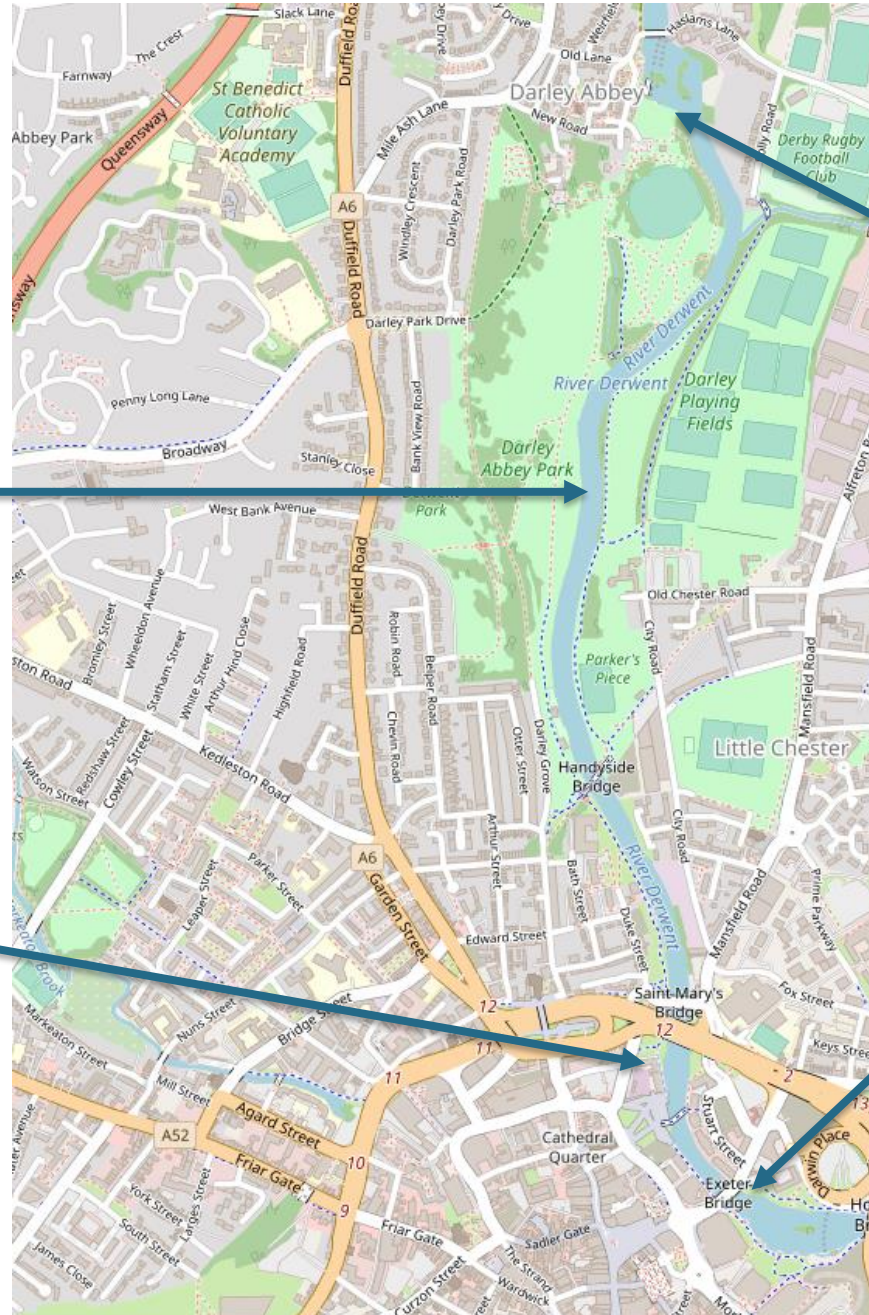 Slack Lane
The Crest
Farnway
Duffield Road
Old Lane
Haslams Lane
St Benedict
Catholic
Voluntary
Academy
Darley Abbey
New Road
Mile Ash Lane
Abbey Park
Queensway
Derby Rugby
Football
Club
Windley Crescent
Darley Park Road
A6
Duffield Road
Darley Park Drive
River Derwent
River Derwent
Darley
Playing
Fields
Penny Long Lane
Bank View Road
Broadway
Stanley Close
Darley
Abbey Park
Park
West Bank Avenue
Duffield Road
Old Chester Road
Bromley Street
Wheeldon Avenue
Statham Street
White Street
Arthur Hind Close
Highfield Road
Robin Road
Belper Road
City Road
Parker's
Piece
Mansfield Road
Redshaw Street
Cowley Street
Watson Street
Kedleston Road
Chevin Road
Otter Street
Darley Grove
Little Chester
Handyside
Bridge
City Road
A6
Arthur Street
Leaper Street
Parker Street
Garden Street
Bath Street
River Derwent
Mansfield Road
Prime Parkway
Edward Street
Duke Street
Nuns Street
Bridge Street
12
11
Saint Mary's
Bridge
12
Fox Street
Markeaton Street
Mill Street
11
2
13
Keys Street
A52
Agard Street
10
Cathedral
Quarter
Stuart Street
Darwin Place
Friar Gate
9
Exeter
Bridge
York Street
South Street
James Close
Larges Street
Friar Gate
Sadler Gate
Curzon Street
The Strand
Wardwick